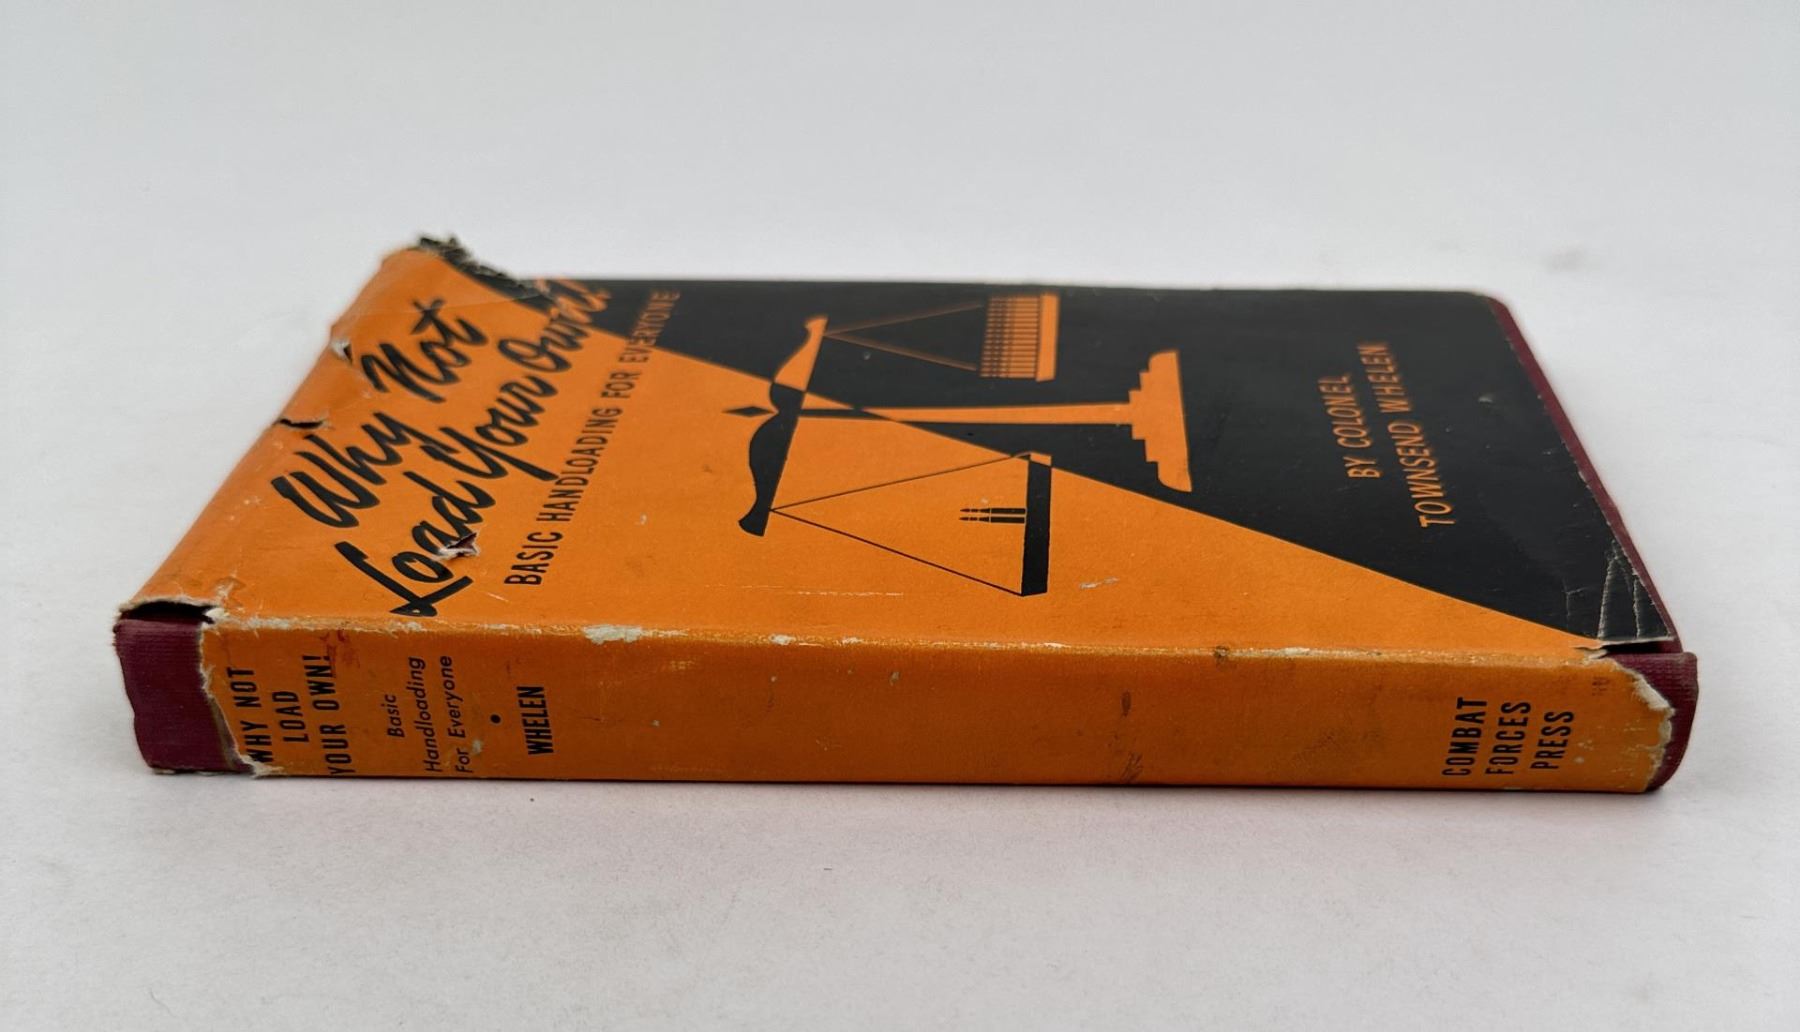 Why Not
Load Your Own!
BASIC HANDLOADING FOR EVERYONE
BY COLONEL
TOWNSEND WHELEN
WHY NOT
LOAD
YOUR OWN!
Basic
Handloading
For Everyone
•
WHELEN
COMBAT
FORCES
PRESS